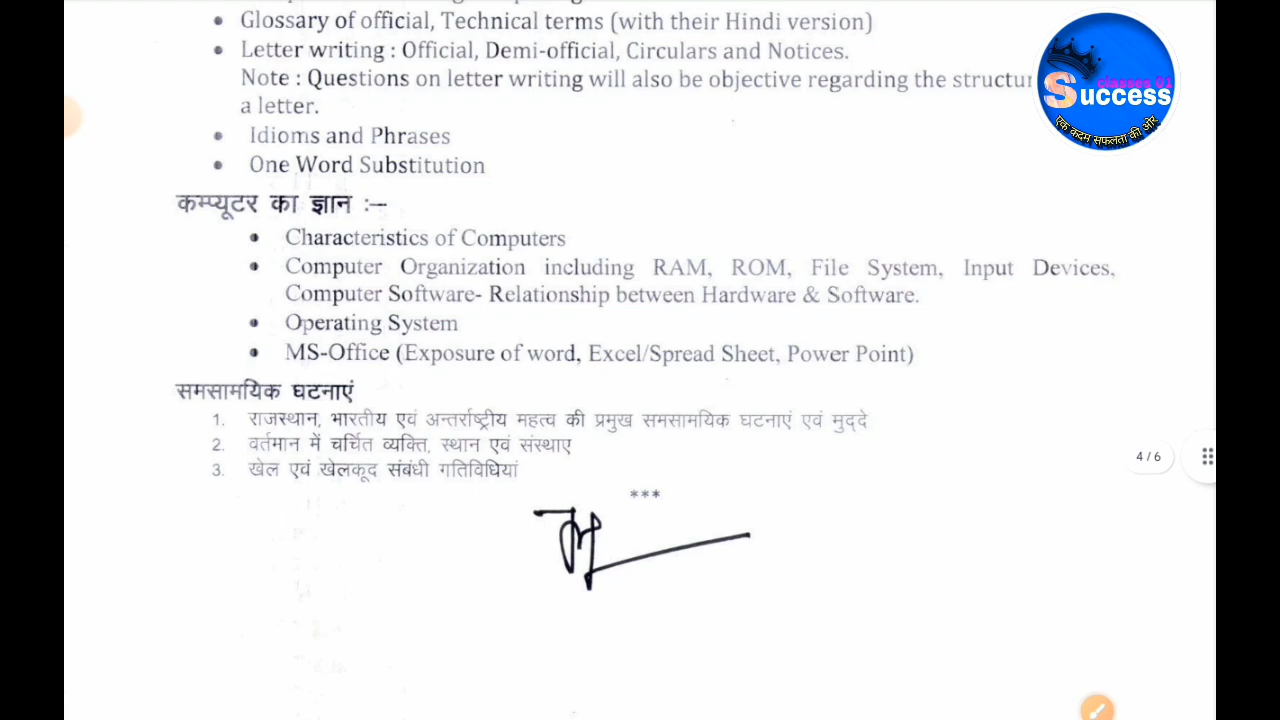 Glossary of official, Technical terms (with their Hindi version)
Letter writing : Official, Demi-official, Circulars and Notices.
Note : Questions on letter writing will also be objective regarding the structur
a letter.
Idioms and Phrases
One Word Substitution
classes 01
Success
एक कदम सफलता की ओर
कम्प्यूटर का ज्ञान :–
Characteristics of Computers
Computer Organization including RAM, ROM, File System, Input Devices,
Computer Software- Relationship between Hardware & Software.
Operating System
MS-Office (Exposure of word, Excel/Spread Sheet, Power Point)
समसामयिक घटनाएं
1. राजस्थान, भारतीय एवं अन्तर्राष्ट्रीय महत्व की प्रमुख समसामयिक घटनाएं एवं मुद्दे
2. वर्तमान में चर्चित व्यक्ति, स्थान एवं संस्थाए
4 / 6
3. खेल एवं खेलकूद संबंधी गतिविधियां
***